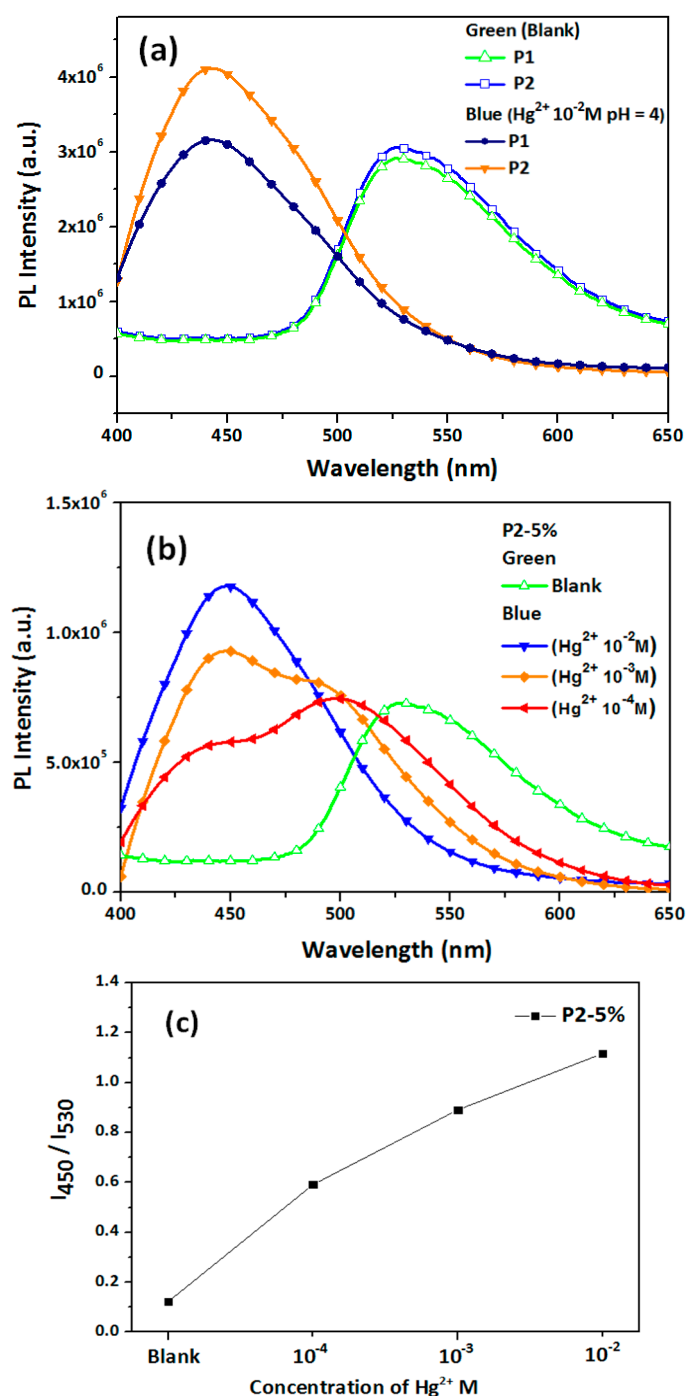 (a)
Green (Blank)
P1
P2
Blue (Hg²⁺ 10⁻²M pH = 4)
P1
P2
4x10⁶
3x10⁶
2x10⁶
1x10⁶
0
PL Intensity (a.u.)
400 450 500 550 600 650
Wavelength (nm)
1.5x10⁶
1.0x10⁶
5.0x10⁵
0.0
PL Intensity (a.u.)
(b)
P2-5%
Green
Blank
Blue
(Hg²⁺ 10⁻²M)
(Hg²⁺ 10⁻³M)
(Hg²⁺ 10⁻⁴M)
400 450 500 550 600 650
Wavelength (nm)
(c)
P2-5%
1.4
1.2
1.0
0.8
0.6
0.4
0.2
0.0
I₄₅₀ / I₅₃₀
Blank 10⁻⁴ 10⁻³ 10⁻²
Concentration of Hg²⁺ M